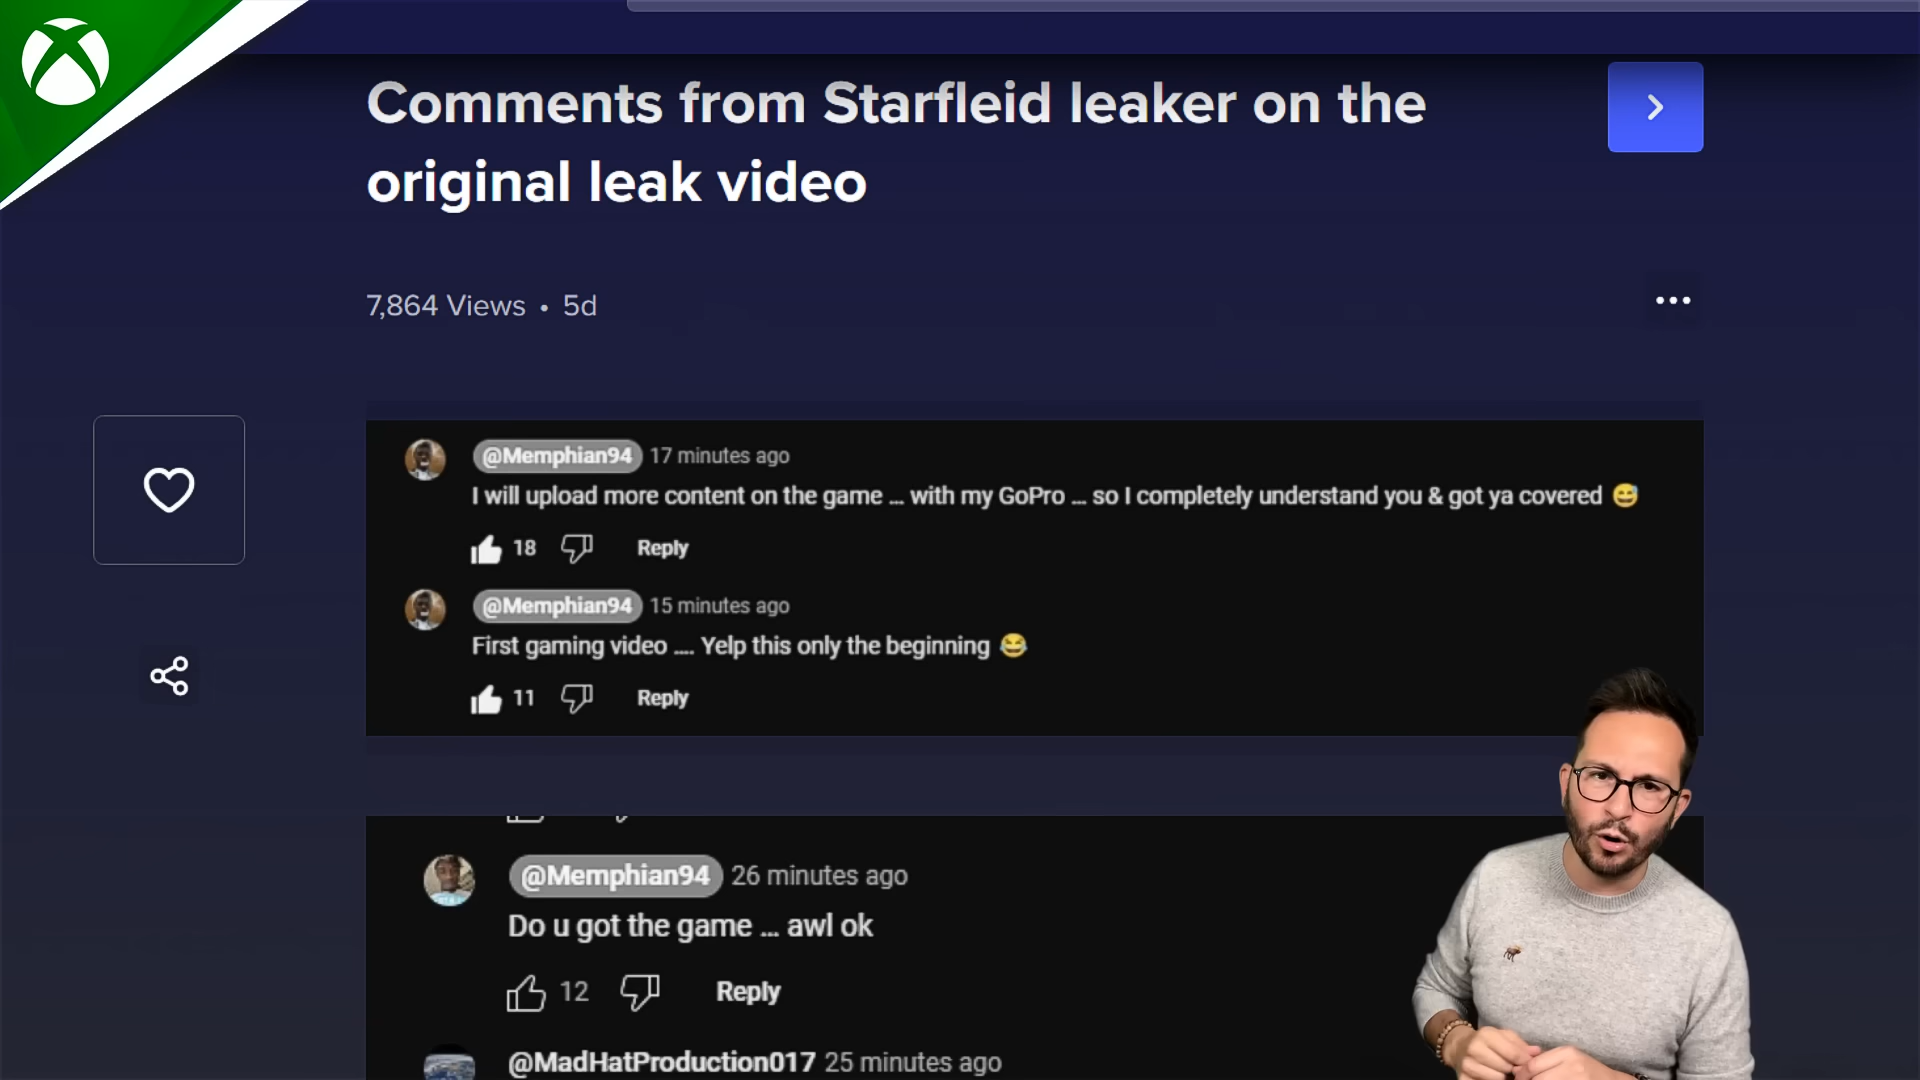 Comments from Starfleid leaker on the
original leak video
7,864 Views • 5d
@Memphian94 17 minutes ago
I will upload more content on the game ... with my GoPro ... so I completely understand you & got ya covered 😅
18 Reply
@Memphian94 15 minutes ago
First gaming video .... Yelp this only the beginning 😂
11 Reply
@Memphian94 26 minutes ago
Do u got the game ... awl ok
12 Reply
@MadHatProduction017 25 minutes ago